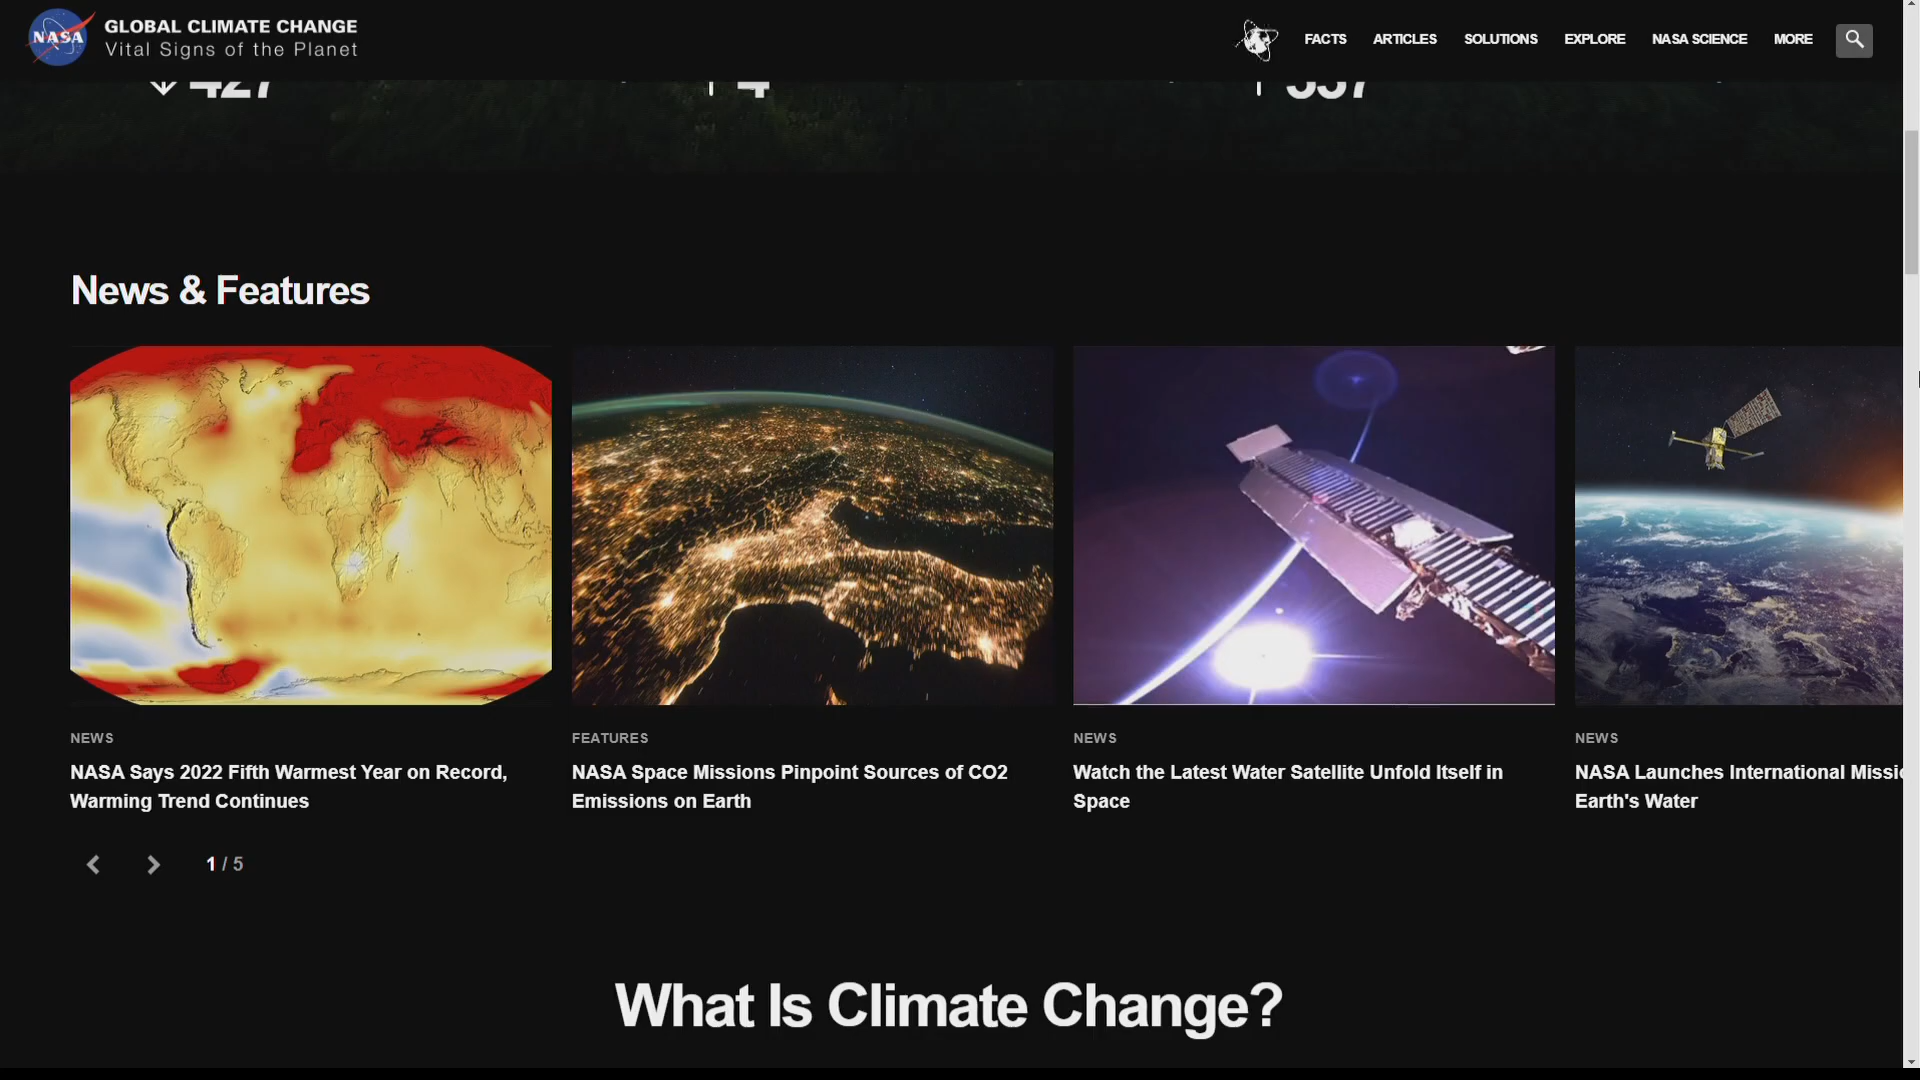 NASA
GLOBAL CLIMATE CHANGE
Vital Signs of the Planet
FACTS
ARTICLES
SOLUTIONS
EXPLORE
NASA SCIENCE
MORE
427
4
News & Features
NEWS
NASA Says 2022 Fifth Warmest Year on Record,
Warming Trend Continues
FEATURES
NASA Space Missions Pinpoint Sources of CO2
Emissions on Earth
NEWS
Watch the Latest Water Satellite Unfold Itself in
Space
NEWS
NASA Launches International
Earth's Water
1 / 5
What Is Climate Change?